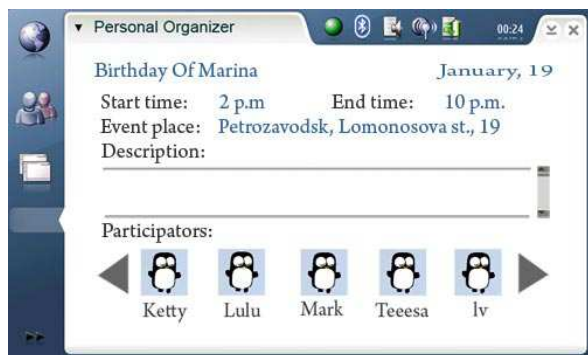 Personal Organizer 00:24
Birthday Of Marina January, 19
Start time: 2 p.m End time: 10 p.m.
Event place: Petrozavodsk, Lomonosova st., 19
Description:
Participators:
Ketty Lulu Mark Teeesa lv